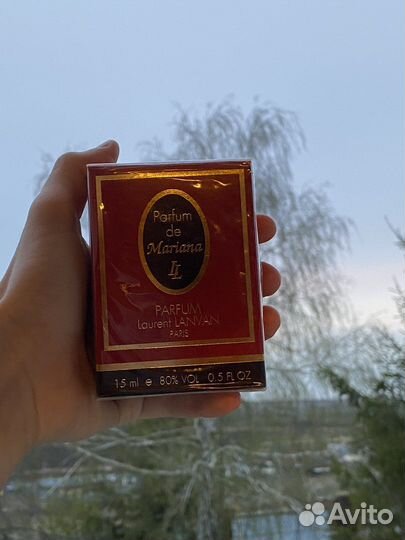 Parfum
de
Mariana
LL
PARFUM
Laurent LANVAN
PARIS
15 ml e 80% VOL 0.5 FL OZ
Avito